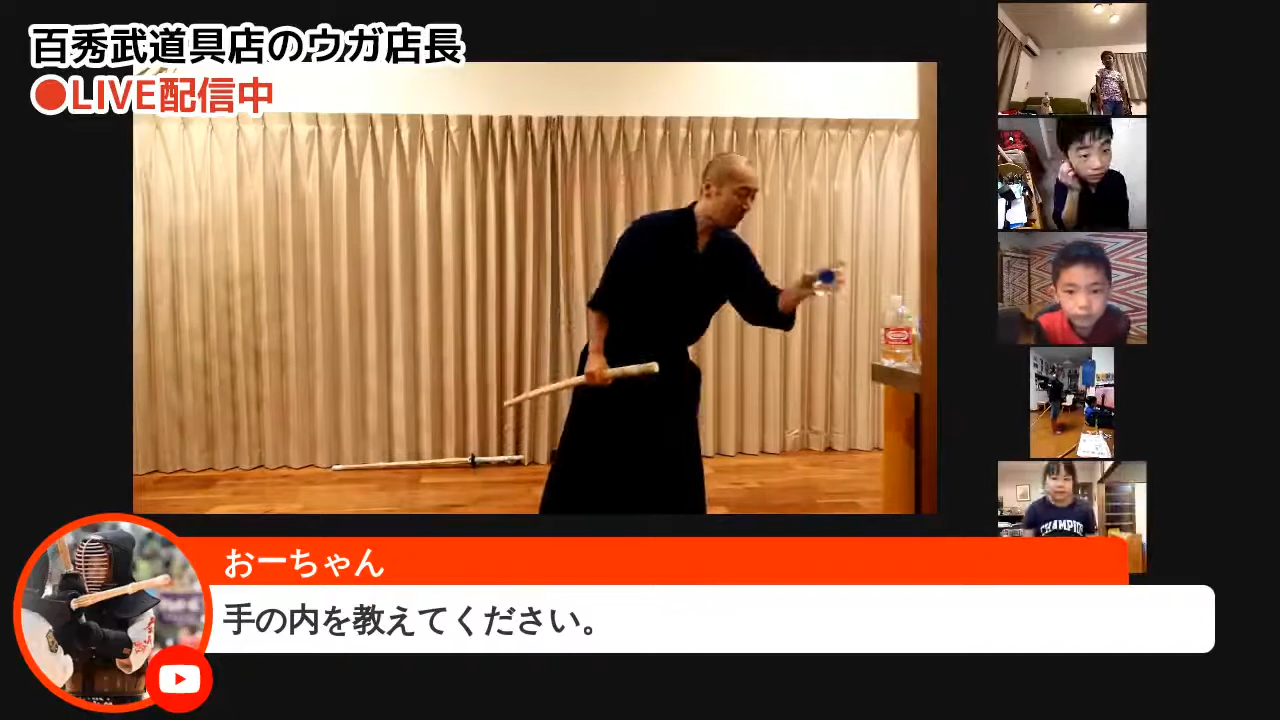 百秀武道具店のウガ店長
●LIVE配信中
CHAMPIO
おーちゃん
手の内を教えてください。